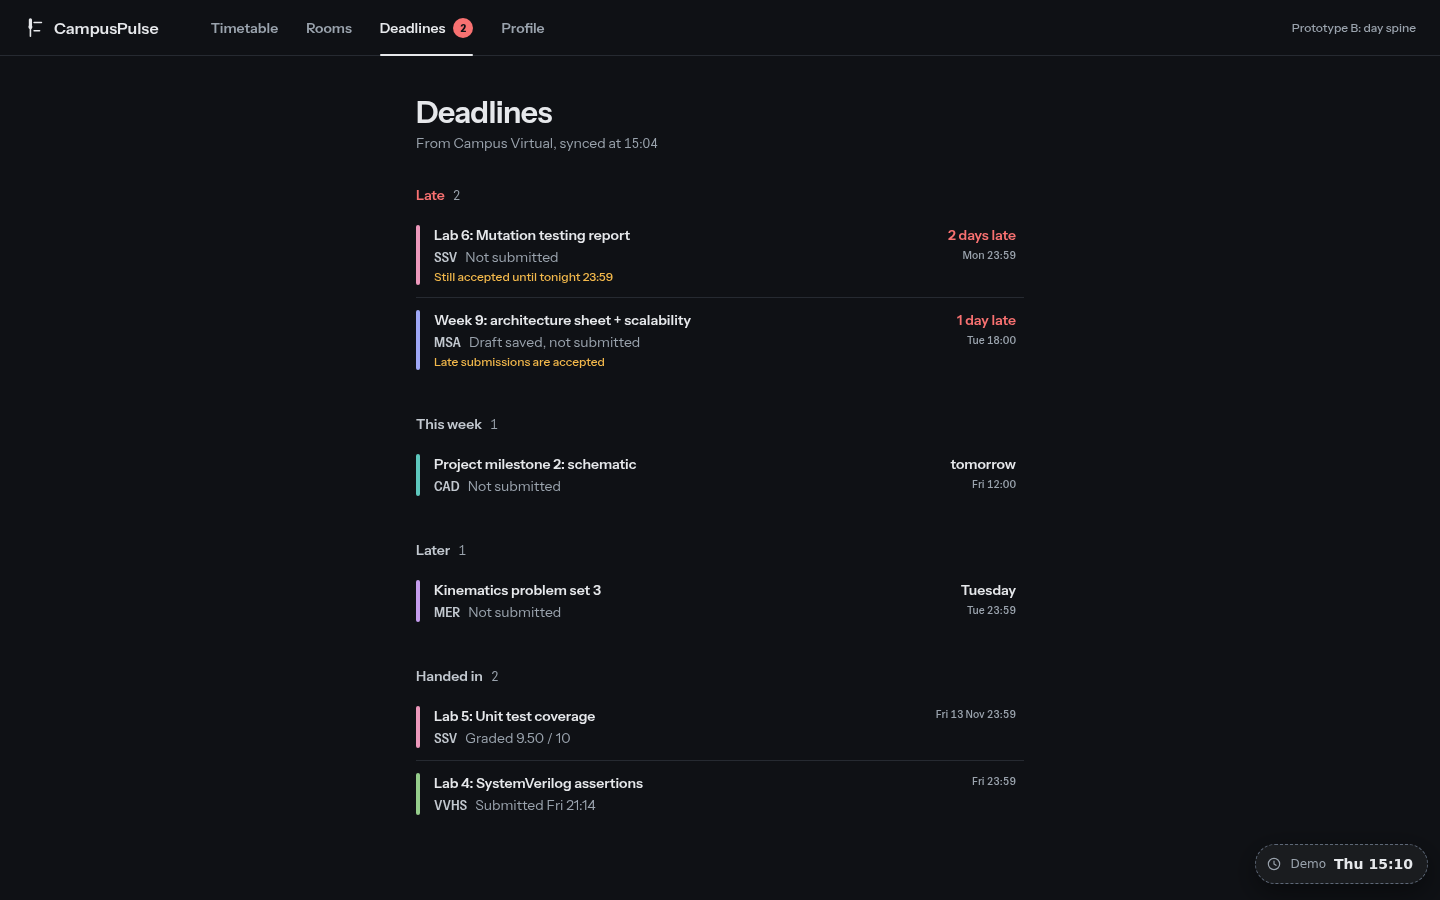 CampusPulse
Timetable
Rooms
Deadlines 2
Profile
Prototype B: day spine
Deadlines
From Campus Virtual, synced at 15:04
Late 2
Lab 6: Mutation testing report
2 days late
SSV Not submitted
Mon 23:59
Still accepted until tonight 23:59
Week 9: architecture sheet + scalability
1 day late
MSA Draft saved, not submitted
Tue 18:00
Late submissions are accepted
This week 1
Project milestone 2: schematic
tomorrow
CAD Not submitted
Fri 12:00
Later 1
Kinematics problem set 3
Tuesday
MER Not submitted
Tue 23:59
Handed in 2
Lab 5: Unit test coverage
Fri 13 Nov 23:59
SSV Graded 9.50 / 10
Lab 4: SystemVerilog assertions
Fri 23:59
VVHS Submitted Fri 21:14
Demo Thu 15:10